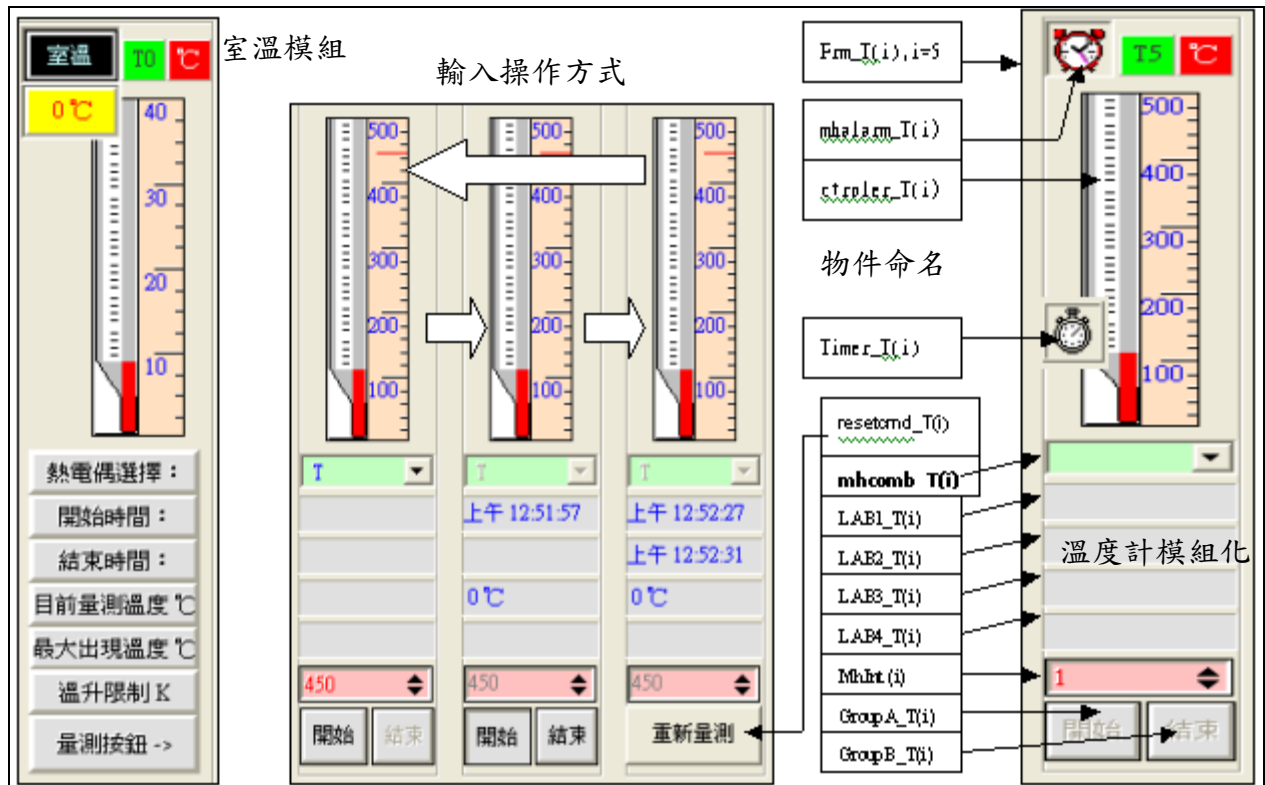 室溫
T0
℃
室溫模組
0℃
40
30
20
10
熱電偶選擇：
開始時間：
結束時間：
目前量測溫度℃
最大出現溫度℃
溫升限制 K
量測按鈕->
輸入操作方式
500
400
300
200
100
T
450
開始
結束
500
400
300
200
100
T
上午 12:51:57
0℃
450
開始
結束
500
400
300
200
100
T
上午 12:52:27
上午 12:52:31
0℃
450
重新量測
Frm_T(i),i=5
mhalarm_T(i)
ctrpler_T(i)
物件命名
Timer_T(i)
resetcmd_T(i)
mhcomb_T(i)
LAB1_T(i)
LAB2_T(i)
LAB3_T(i)
LAB4_T(i)
MhInt (i)
GroupA_T(i)
GroupB_T(i)
T5
℃
500
400
300
200
100
溫度計模組化
1
開始
結束